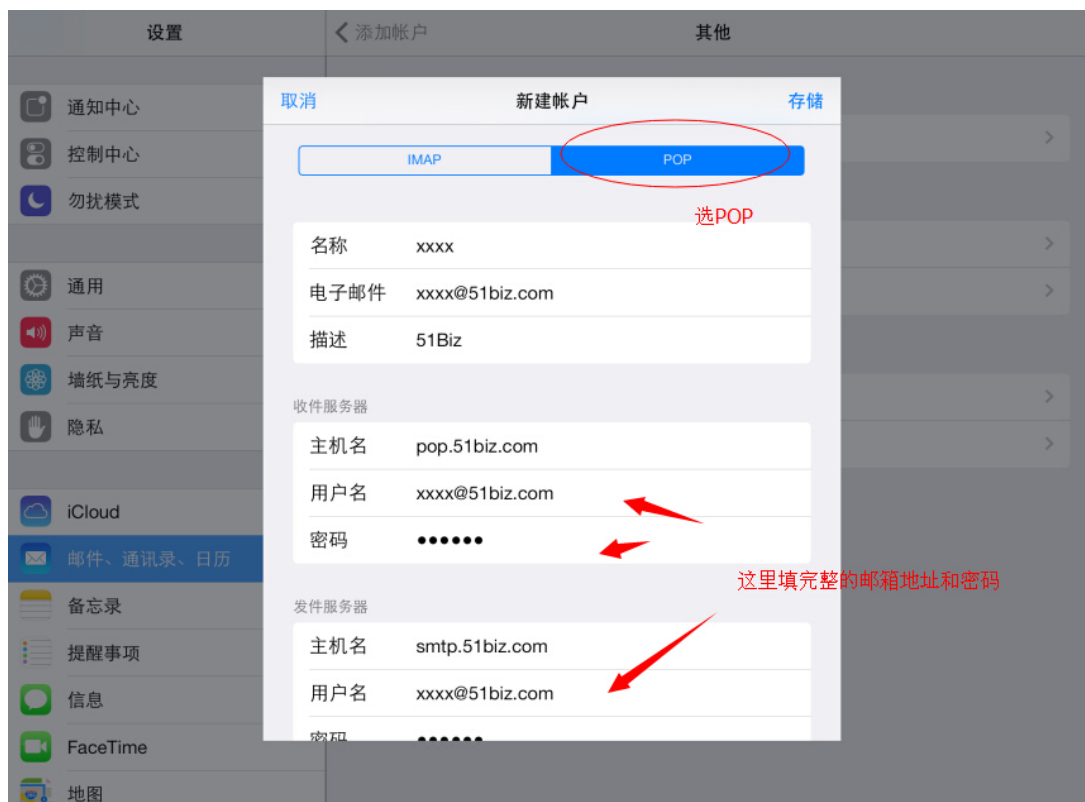 设置
添加帐户
其他
通知中心
控制中心
勿扰模式
通用
声音
墙纸与亮度
隐私
iCloud
邮件、通讯录、日历
备忘录
提醒事项
信息
FaceTime
地图
取消
新建帐户
存储
IMAP
POP
选POP
名称 xxxx
电子邮件 xxxx@51biz.com
描述 51Biz
收件服务器
主机名 pop.51biz.com
用户名 xxxx@51biz.com
密码 ●●●●●●
这里填完整的邮箱地址和密码
发件服务器
主机名 smtp.51biz.com
用户名 xxxx@51biz.com
密码 ●●●●●●